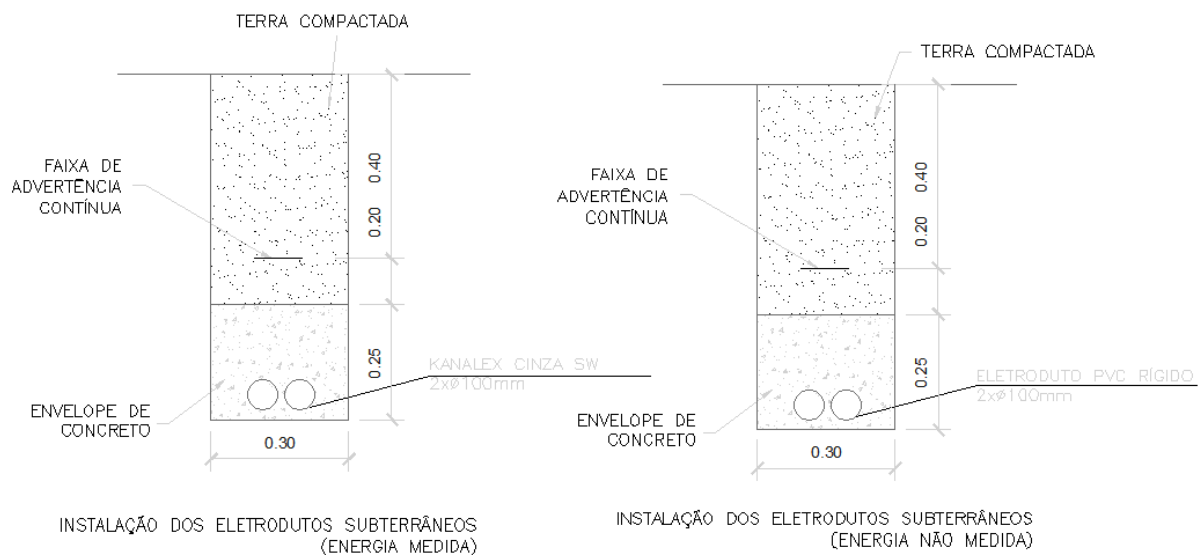 TERRA COMPACTADA
FAIXA DE
ADVERTÊNCIA
CONTÍNUA
0.40
0.20
0.25
KANALEX CINZA SW
2xø100mm
ENVELOPE DE
CONCRETO
0.30
INSTALAÇÃO DOS ELETRODUTOS SUBTERRÂNEOS
(ENERGIA MEDIDA)
TERRA COMPACTADA
FAIXA DE
ADVERTÊNCIA
CONTÍNUA
0.40
0.20
0.25
ELETRODUTO PVC RÍGIDO
2xø100mm
ENVELOPE DE
CONCRETO
0.30
INSTALAÇÃO DOS ELETRODUTOS SUBTERRÂNEOS
(ENERGIA NÃO MEDIDA)